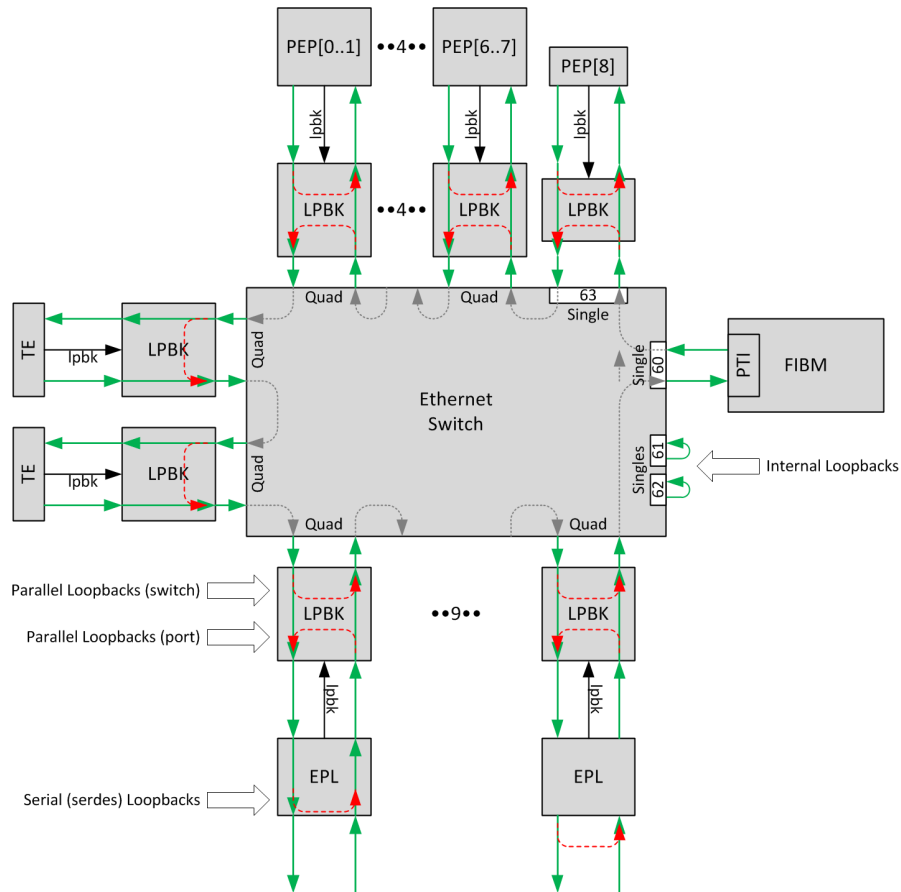 PEP[0..1]
••4••
PEP[6..7]
PEP[8]
lpbk
lpbk
lpbk
LPBK
••4••
LPBK
LPBK
Quad
Quad
63
Single
TE
lpbk
LPBK
Quad
Single
60
PTI
FIBM
Ethernet
Switch
TE
lpbk
LPBK
Quad
Singles
61
62
Internal Loopbacks
Quad
Quad
Parallel Loopbacks (switch)
Parallel Loopbacks (port)
LPBK
••9••
LPBK
lpbk
lpbk
EPL
EPL
Serial (serdes) Loopbacks